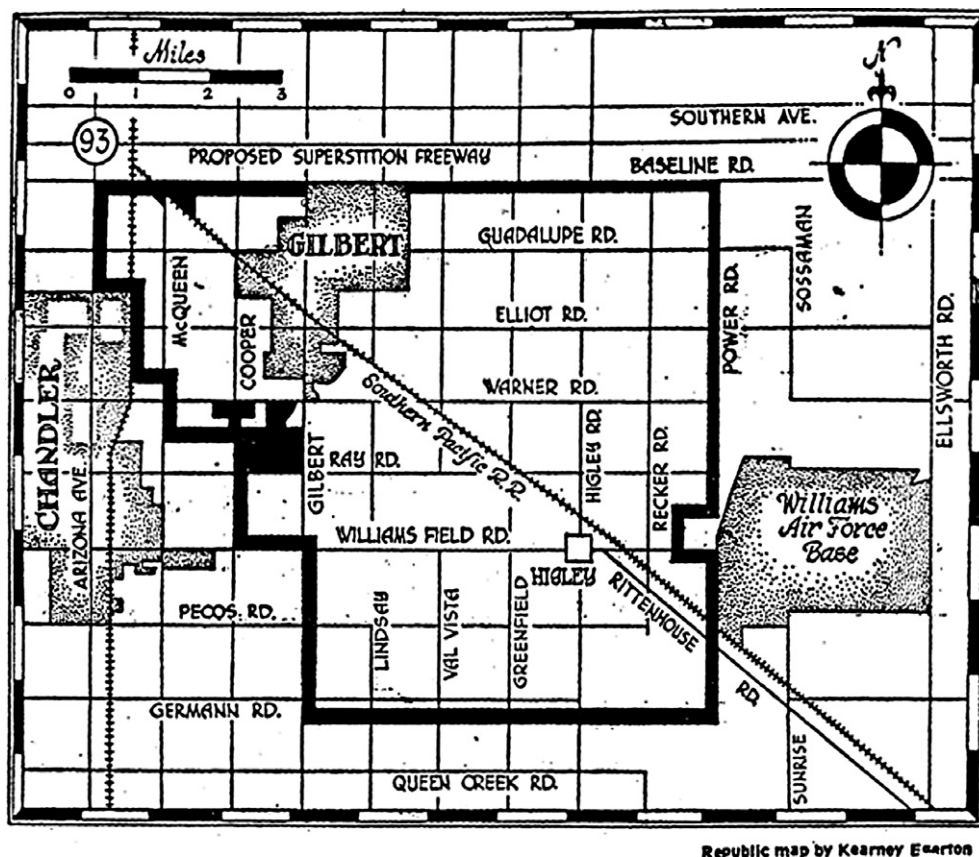 Miles
0 1 2 3
N
93
SOUTHERN AVE.
PROPOSED SUPERSTITION FREEWAY
BASELINE RD.
GILBERT
GUADALUPE RD.
SOSSAMAN
McQUEEN
ELLIOT RD.
POWER RD.
COOPER
ELLSWORTH RD.
CHANDLER
WARNER RD.
Southern Pacific R.R.
HIGLEY RD.
RECKER RD.
GILBERT
RAY RD.
ARIZONA AVE.
Williams
Air Force
Base
WILLIAMS FIELD RD.
HIGLEY
RITTENHOUSE
RD.
PECOS RD.
LINDSAY
VAL VISTA
GREENFIELD
GERMANN RD.
SUNRISE
QUEEN CREEK RD.
Republic map by Kearney Egerton